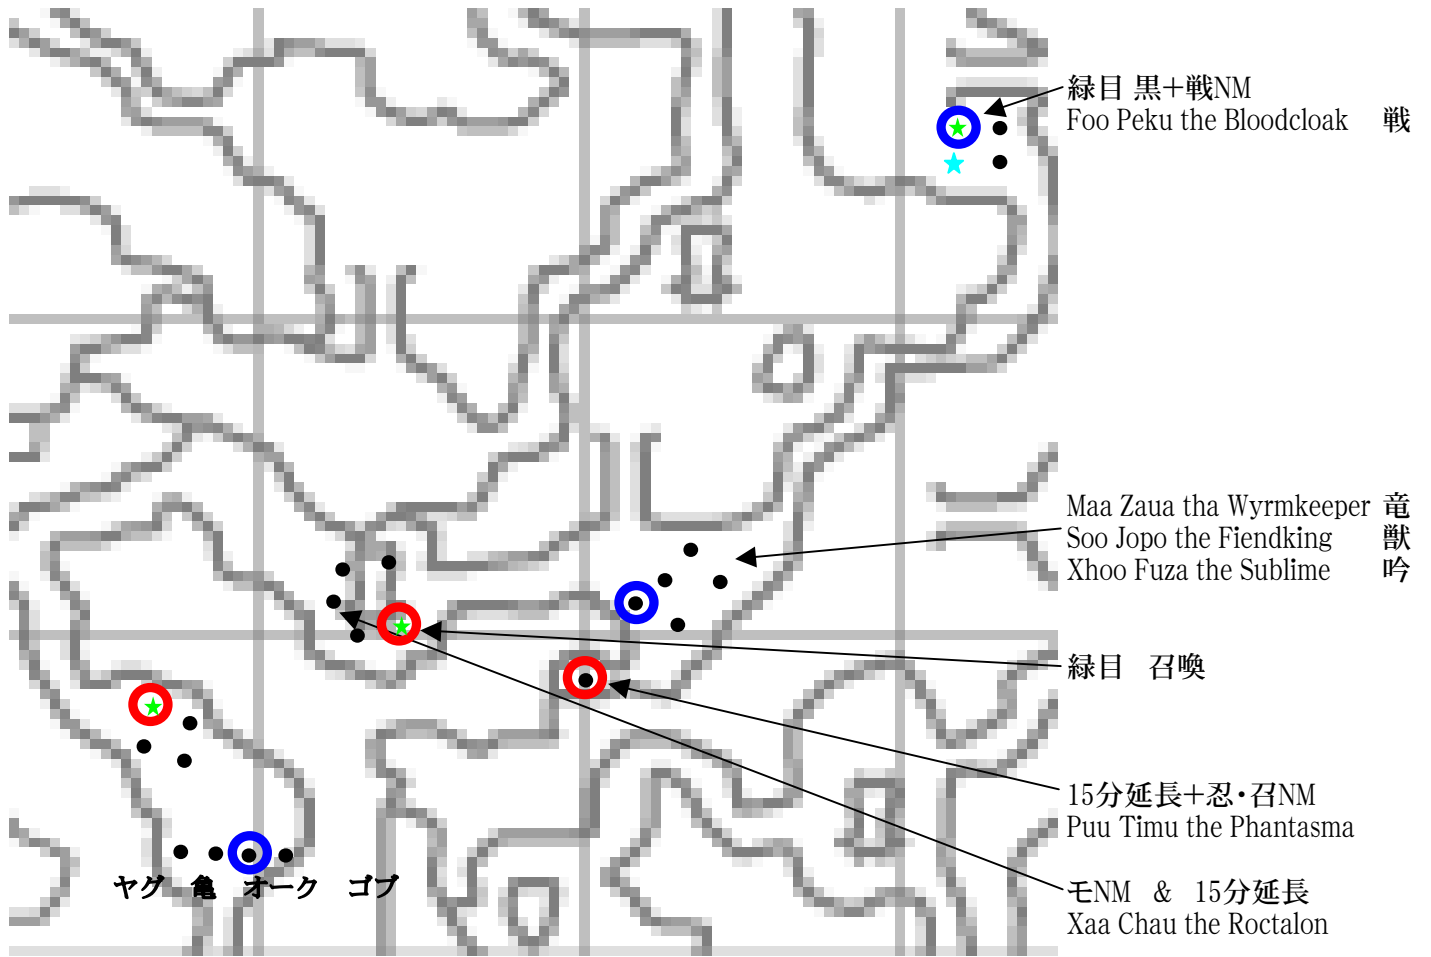 緑目 黒＋戦NM
Foo Peku the Bloodcloak 戦
Maa Zaua tha Wyrmkeeper 竜
Soo Jopo the Fiendking 獣
Xhoo Fuza the Sublime 吟
緑目 召喚
15分延長＋忍・召NM
Puu Timu the Phantasma
モNM & 15分延長
Xaa Chau the Roctalon
ヤグ 亀 オーク ゴブ